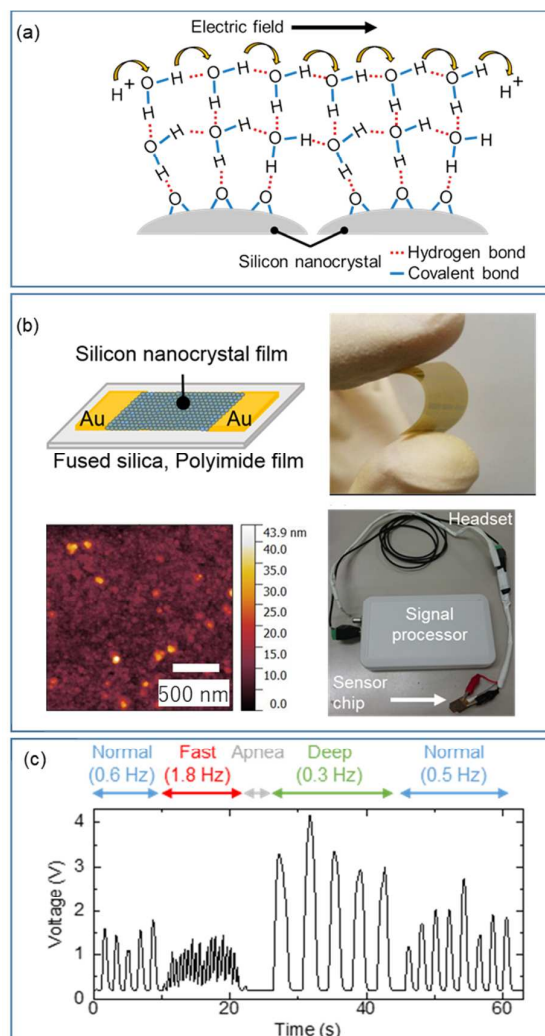 (a)
Electric field
H+ O H O H O H O H O H O H H+
H H H H H H
O H O H O H O H O H O H
H H H H H H
O O O O O O
Silicon nanocrystal
Hydrogen bond
Covalent bond
(b)
Silicon nanocrystal film
Au Au
Fused silica, Polyimide film
43.9 nm
40.0
35.0
30.0
25.0
20.0
15.0
10.0
0.0
500 nm
Headset
Signal
processor
Sensor
chip
(c)
Normal Fast Apnea Deep Normal
(0.6 Hz) (1.8 Hz) (0.3 Hz) (0.5 Hz)
4
3
2
1
0
Voltage (V)
0 20 40 60
Time (s)